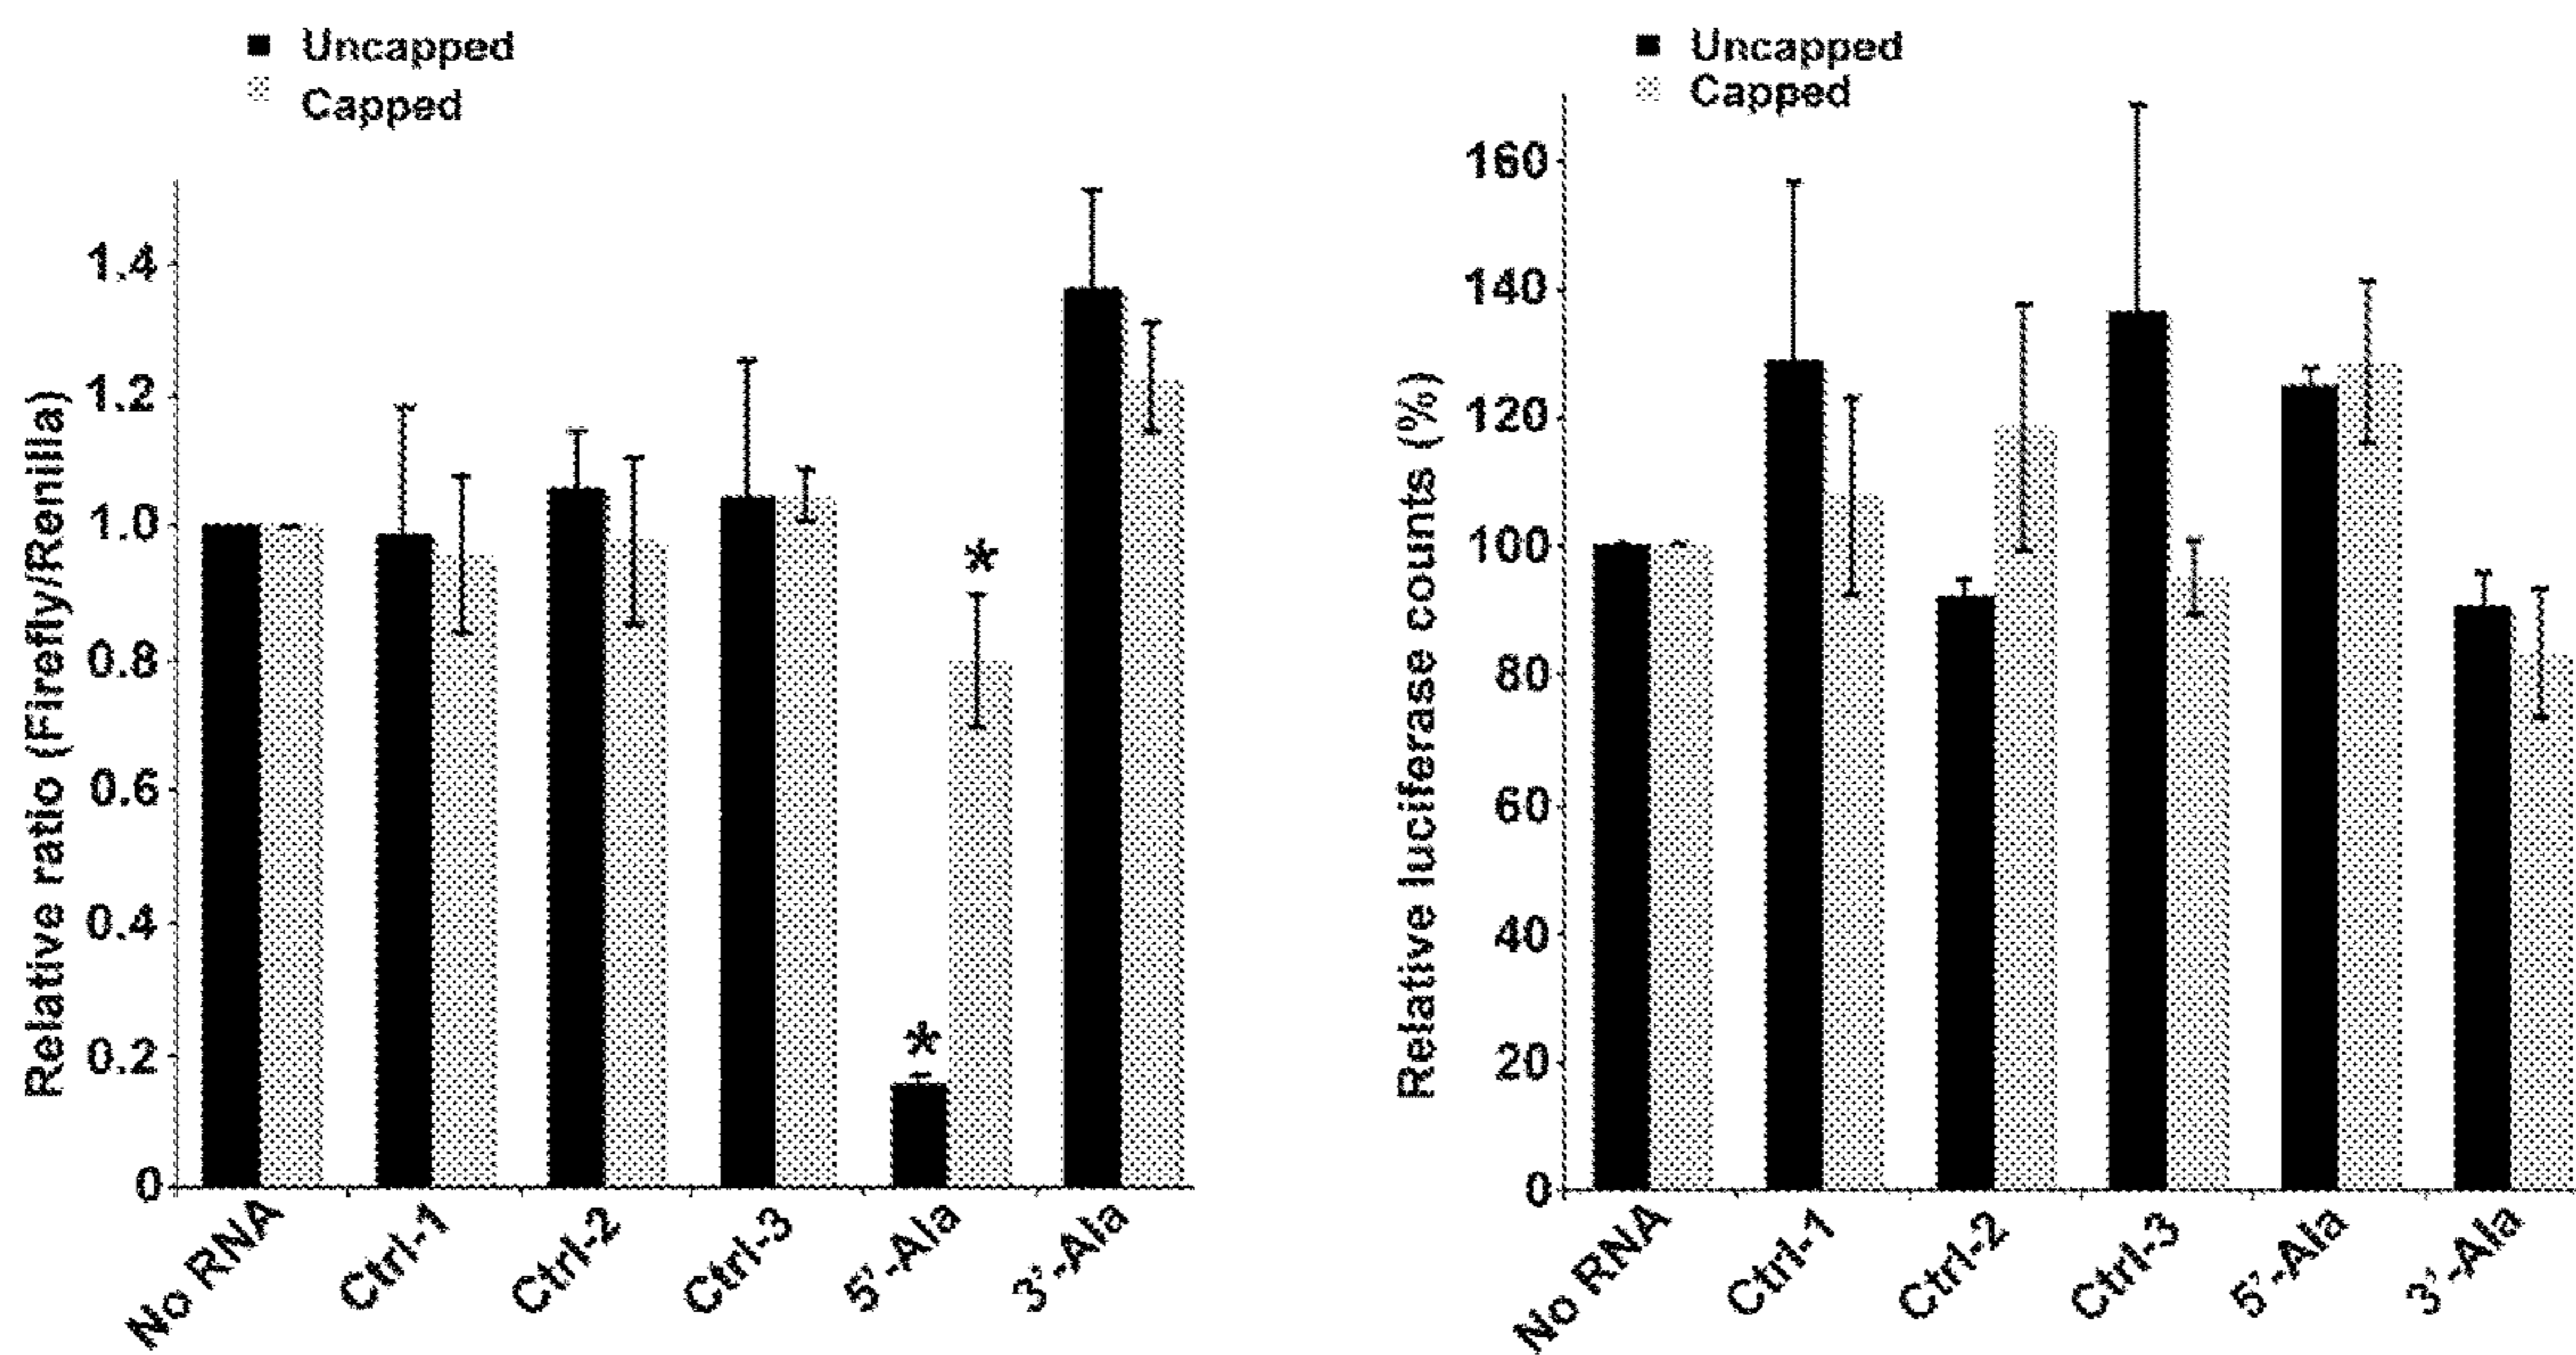 Uncapped
Capped
Relative ratio (Firefly/Renilla)
1.4
1.2
1.0
0.8
0.6
0.4
0.2
0
*
*
No RNA
Ctrl-1
Ctrl-2
Ctrl-3
5'-Ala
3'-Ala
Uncapped
Capped
Relative luciferase counts (%)
160
140
120
100
80
60
40
20
0
No RNA
Ctrl-1
Ctrl-2
Ctrl-3
5'-Ala
3'-Ala